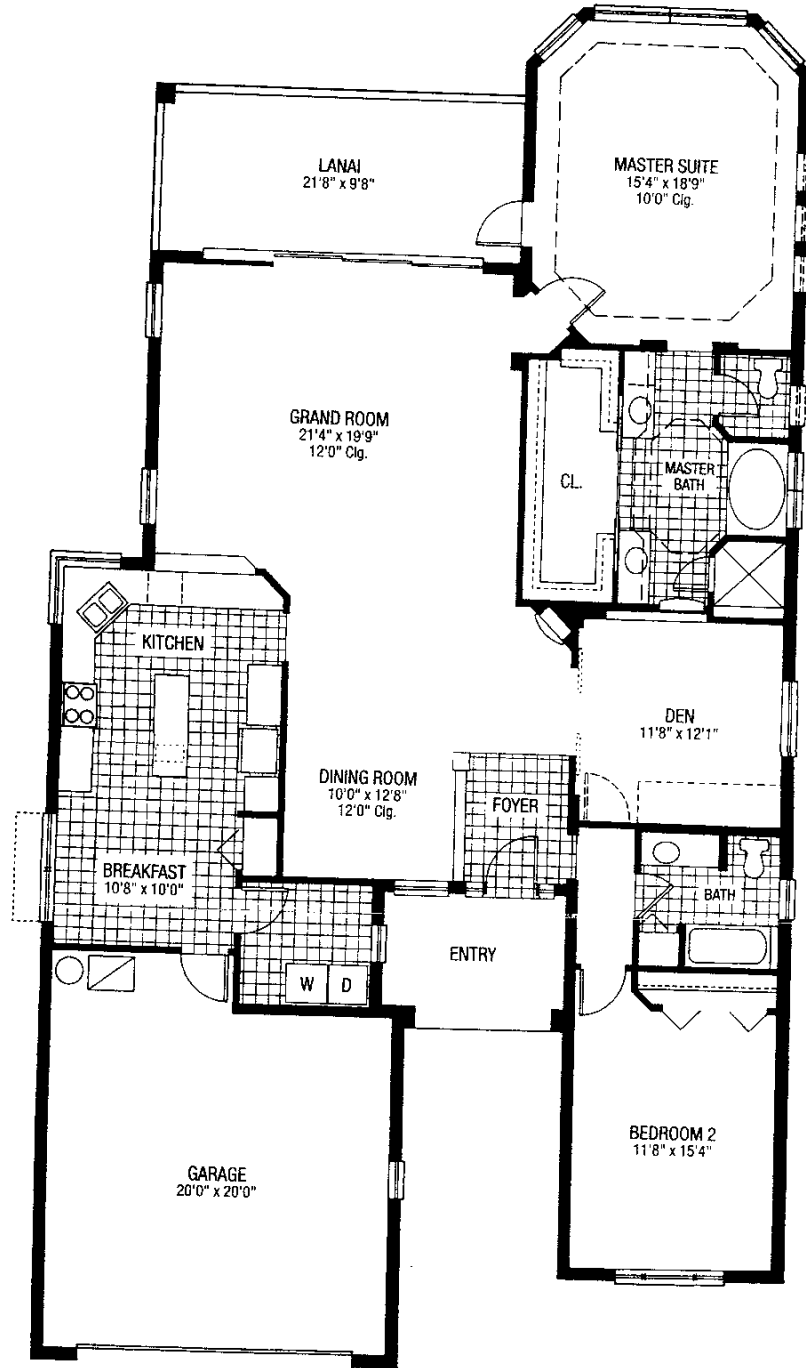 LANAI
21'8" x 9'8"
MASTER SUITE
15'4" x 18'9"
10'0" Clg.
GRAND ROOM
21'4" x 19'9"
12'0" Clg.
CL.
MASTER
BATH
KITCHEN
DEN
11'8" x 12'1"
DINING ROOM
10'0" x 12'8"
12'0" Clg.
FOYER
BREAKFAST
10'8" x 10'0"
BATH
ENTRY
W
D
BEDROOM 2
11'8" x 15'4"
GARAGE
20'0" x 20'0"